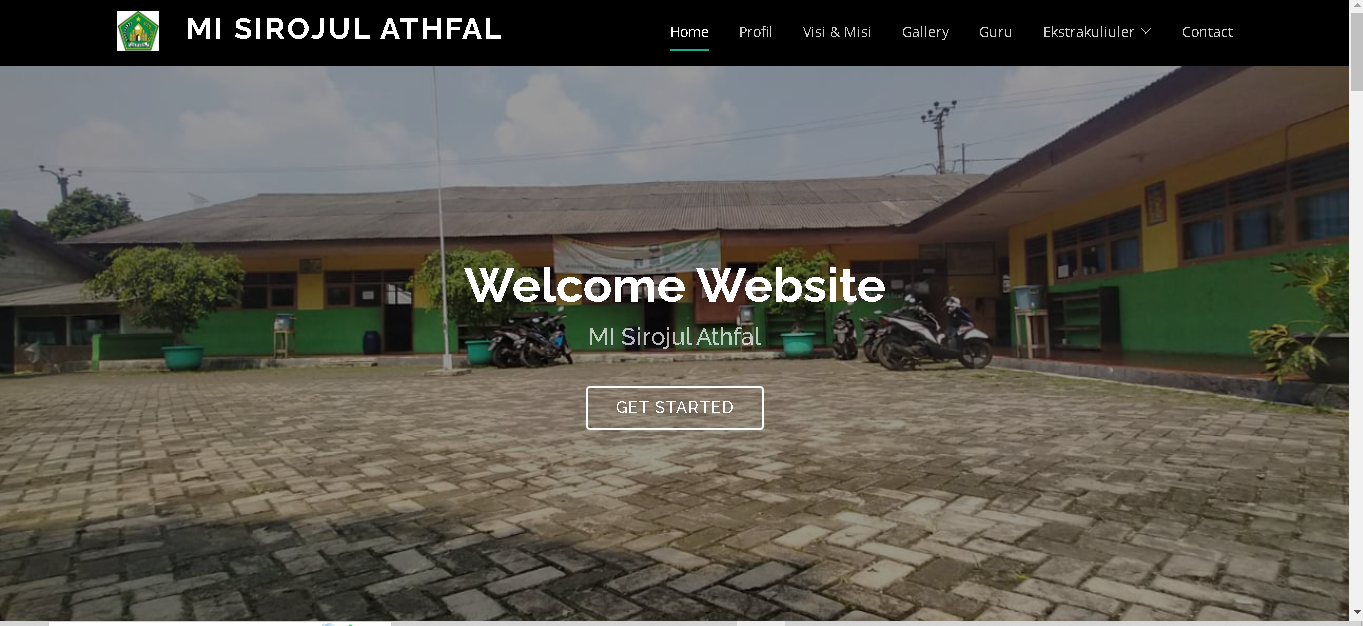 MI SIROJUL ATHFAL
Home Profil Visi & Misi Gallery Guru Ekstrakuliuler Contact
Welcome Website
MI Sirojul Athfal
GET STARTED